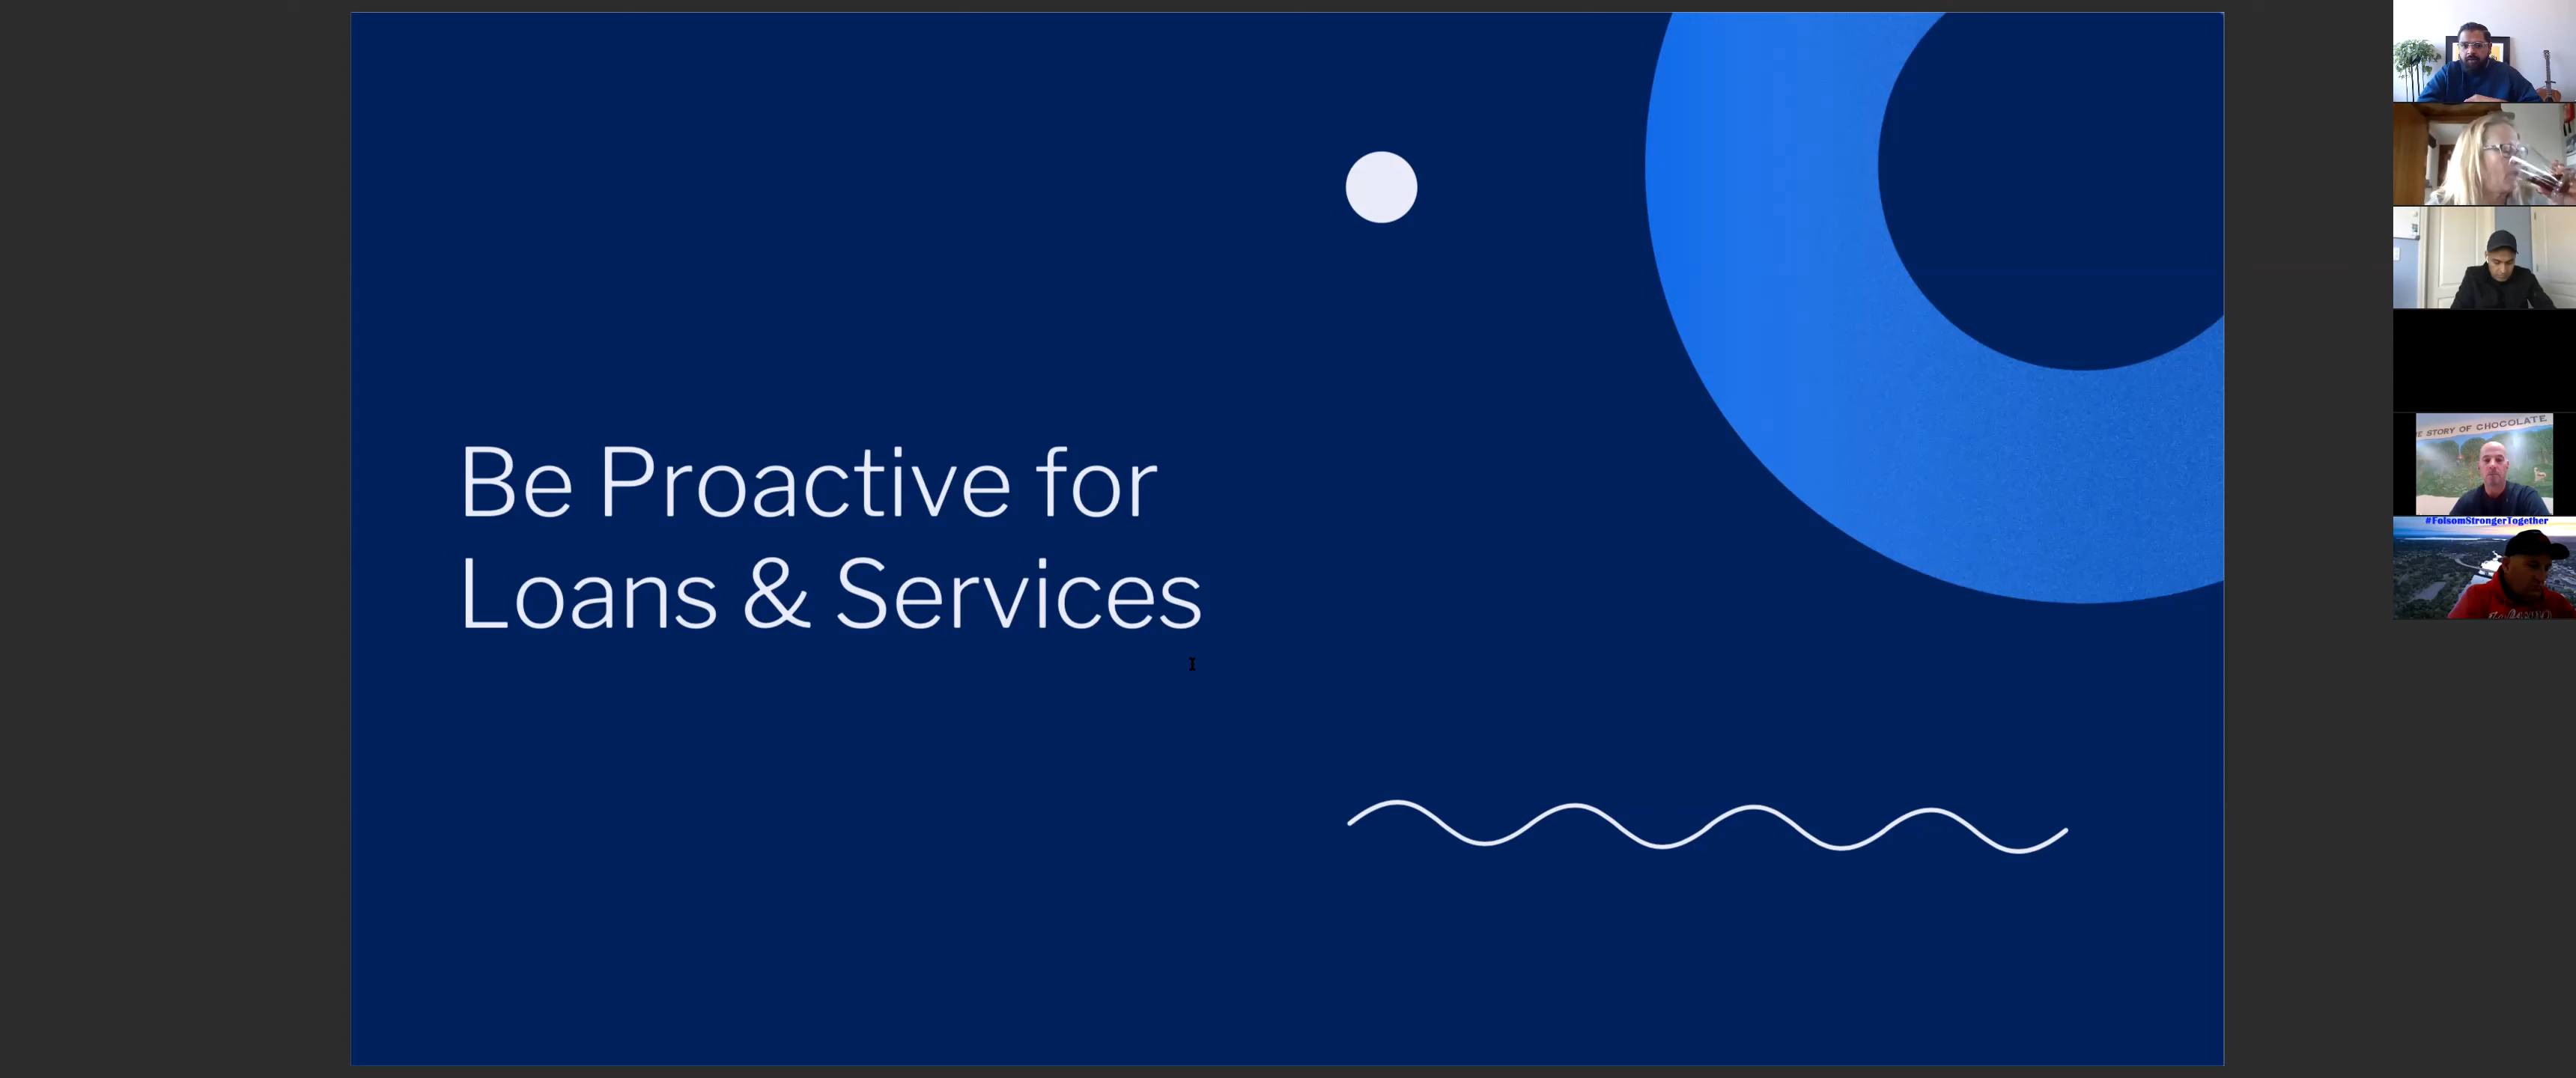 Be Proactive for
Loans & Services
STORY OF CHOCOLATE
#FolsomStrongerTogether